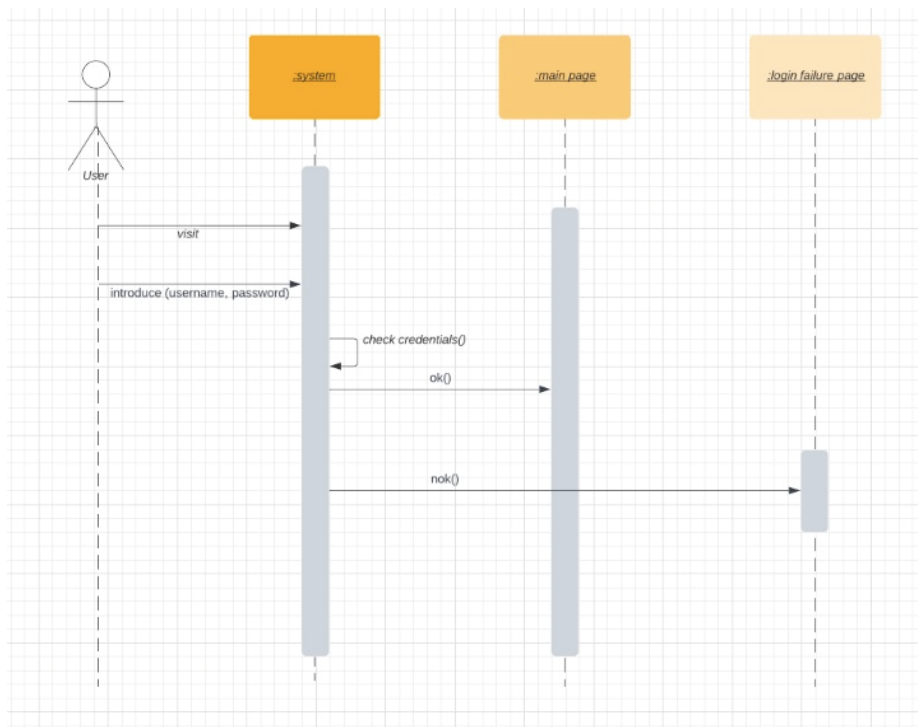 :system
:main page
:login failure page
User
visit
introduce (username, password)
check credentials()
ok()
nok()